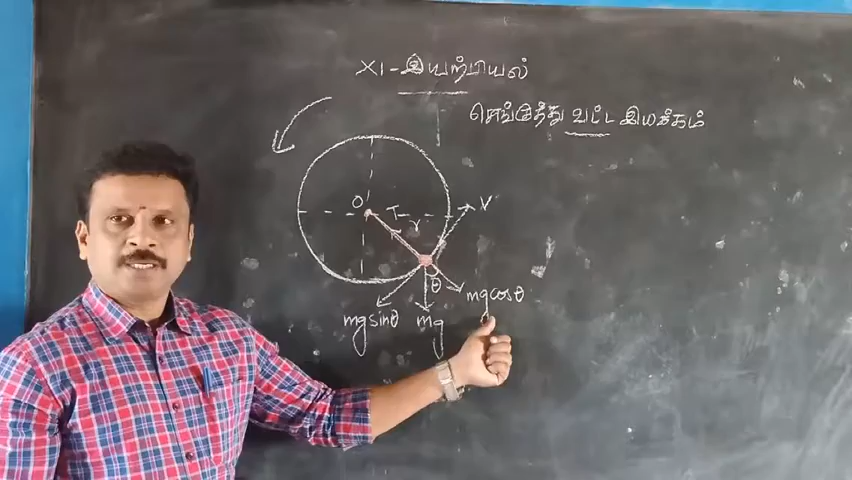 XI - இயற்பியல்
செங்குத்து வட்ட இயக்கம்
O T r V
θ
mg cosθ
mg sinθ mg